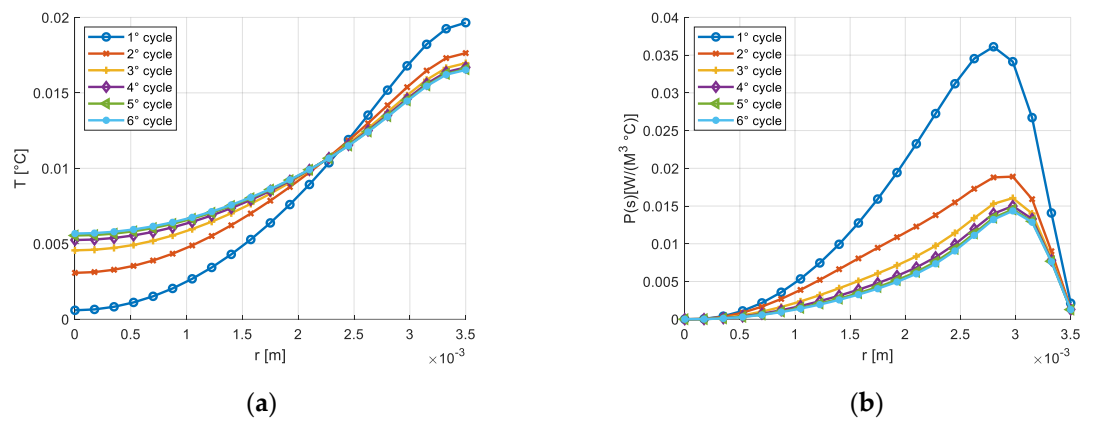 0.02
0.015
0.01
0.005
0
T [°C]
1° cycle
2° cycle
3° cycle
4° cycle
5° cycle
6° cycle
0 0.5 1 1.5 2 2.5 3 3.5
r [m]
×10⁻³
(a)
0.04
0.035
0.03
0.025
0.02
0.015
0.01
0.005
0
P(s)[W/(M³ °C)]
1° cycle
2° cycle
3° cycle
4° cycle
5° cycle
6° cycle
0 0.5 1 1.5 2 2.5 3 3.5
r [m]
×10⁻³
(b)